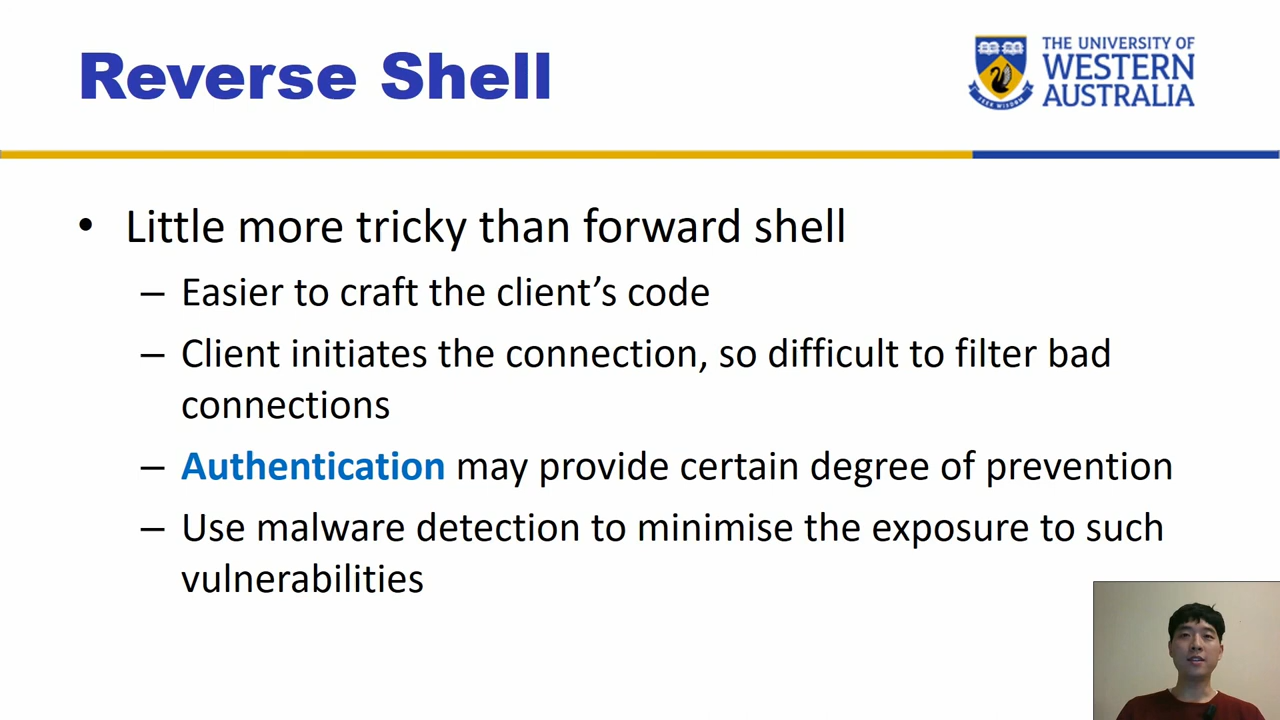 Reverse Shell
THE UNIVERSITY OF
WESTERN
AUSTRALIA
SEEK WISDOM
• Little more tricky than forward shell
– Easier to craft the client's code
– Client initiates the connection, so difficult to filter bad
connections
– Authentication may provide certain degree of prevention
– Use malware detection to minimise the exposure to such
vulnerabilities